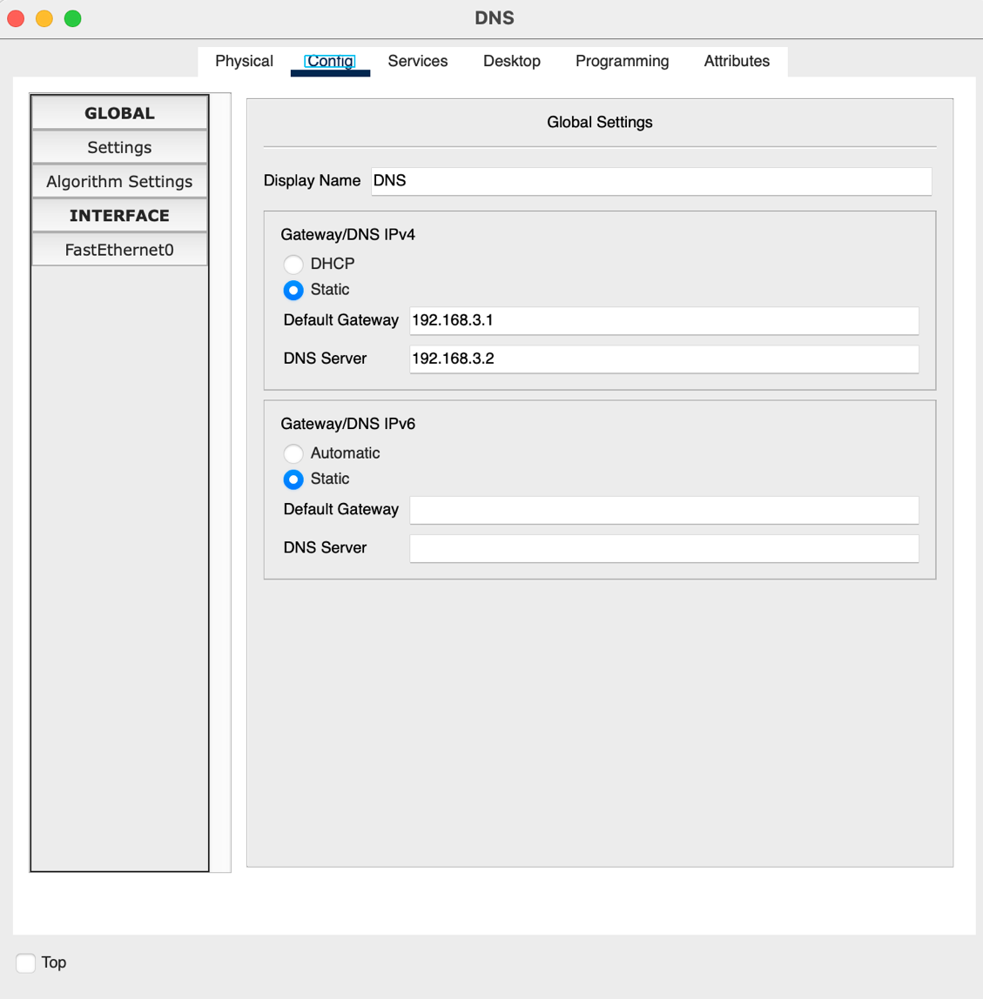 DNS
Physical Config Services Desktop Programming Attributes
GLOBAL
Settings
Algorithm Settings
INTERFACE
FastEthernet0
Global Settings
Display Name DNS
Gateway/DNS IPv4
DHCP
Static
Default Gateway 192.168.3.1
DNS Server 192.168.3.2
Gateway/DNS IPv6
Automatic
Static
Default Gateway
DNS Server
Top